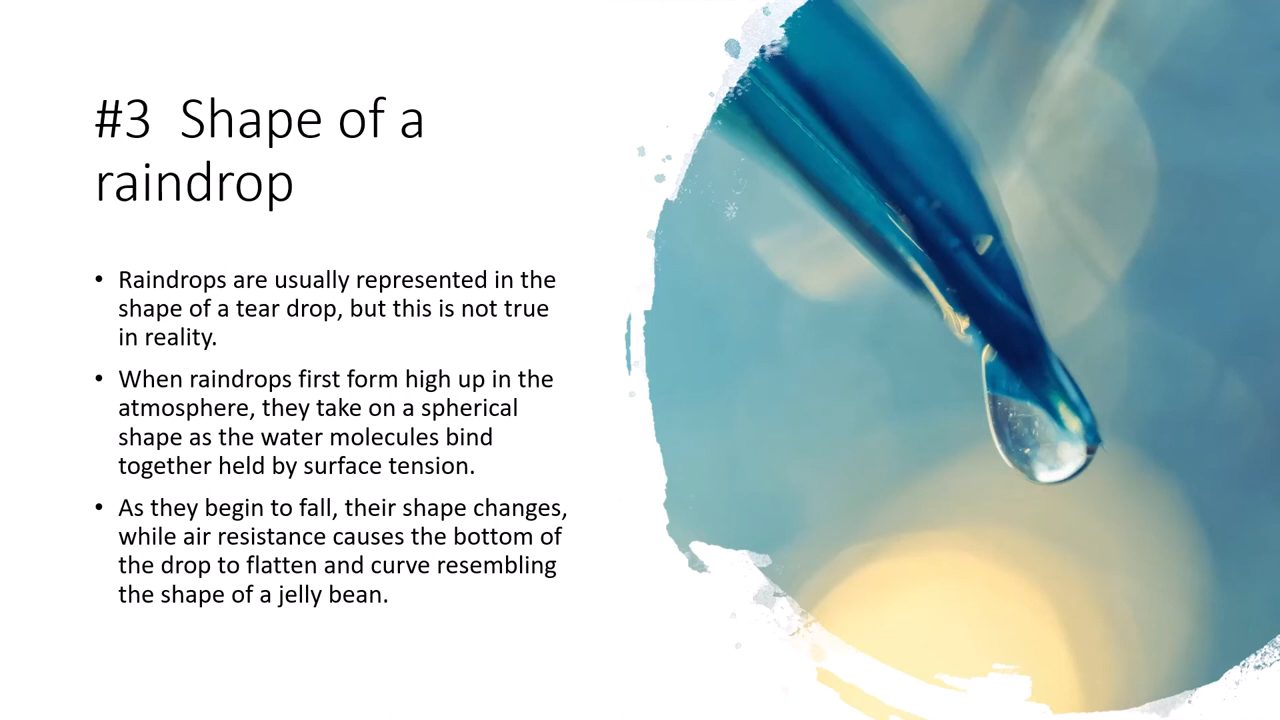 #3  Shape of a
raindrop
• Raindrops are usually represented in the
shape of a tear drop, but this is not true
in reality.
• When raindrops first form high up in the
atmosphere, they take on a spherical
shape as the water molecules bind
together held by surface tension.
• As they begin to fall, their shape changes,
while air resistance causes the bottom of
the drop to flatten and curve resembling
the shape of a jelly bean.